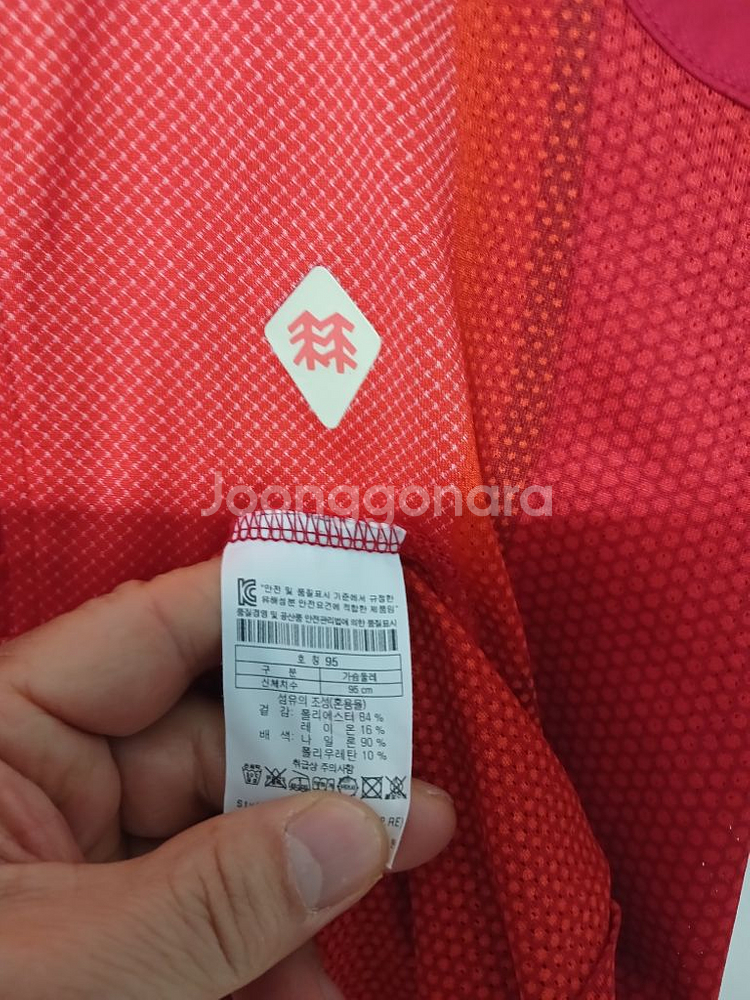 Joonggonara
KC "안전 및 품질표시 기준에서 규정한
유해성분 안전요건에 적합한 제품임"
품질경영 및 공산품 안전관리법에 의한 품질표시
호 칭 95
구 분 가슴둘레
신체치수 95 cm
섬유의 조성(혼용율)
겉 감: 폴리에스터 84 %
레 이 온 16 %
배 색: 나 일 론 90 %
폴리우레탄 10 %
취급상 주의사항
RE)